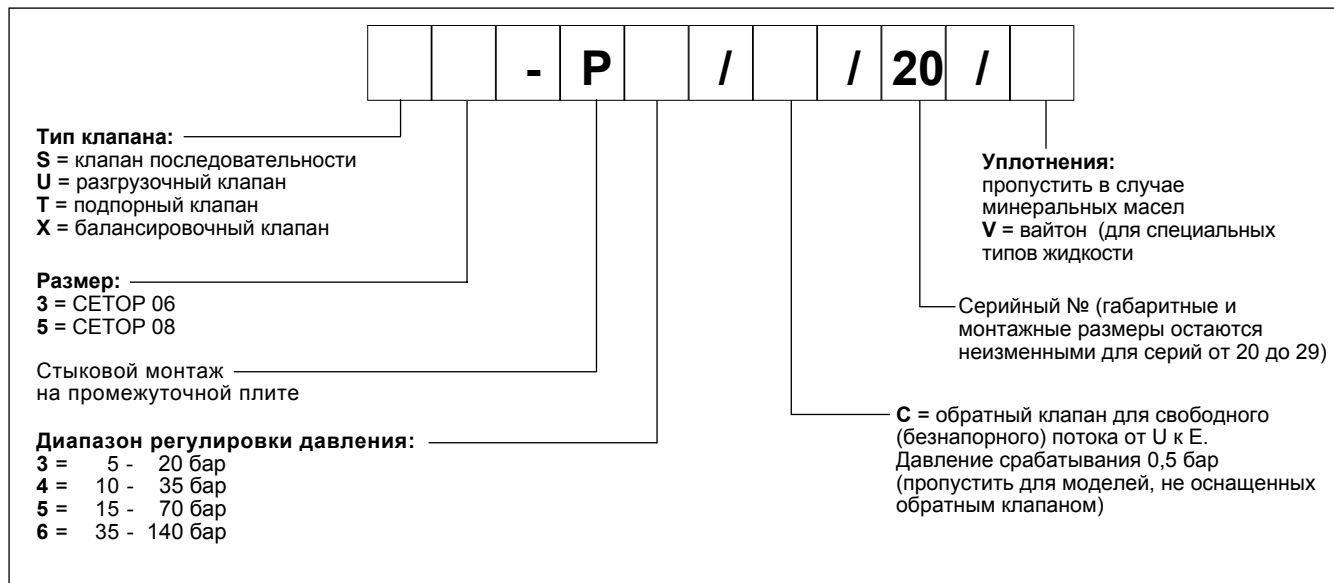 - P / / 20 /
Тип клапана:
S = клапан последовательности
U = разгрузочный клапан
T = подпорный клапан
X = балансировочный клапан
Размер:
3 = CETOP 06
5 = CETOP 08
Стыковой монтаж
на промежуточной плите
Диапазон регулировки давления:
3 = 5 - 20 бар
4 = 10 - 35 бар
5 = 15 - 70 бар
6 = 35 - 140 бар
Уплотнения:
пропустить в случае
минеральных масел
V = вайтон (для специальных
типов жидкости
Серийный № (габаритные и
монтажные размеры остаются
неизменными для серий от 20 до 29)
C = обратный клапан для свободного
(безнапорного) потока от U к E.
Давление срабатывания 0,5 бар
(пропустить для моделей, не оснащенных
обратным клапаном)